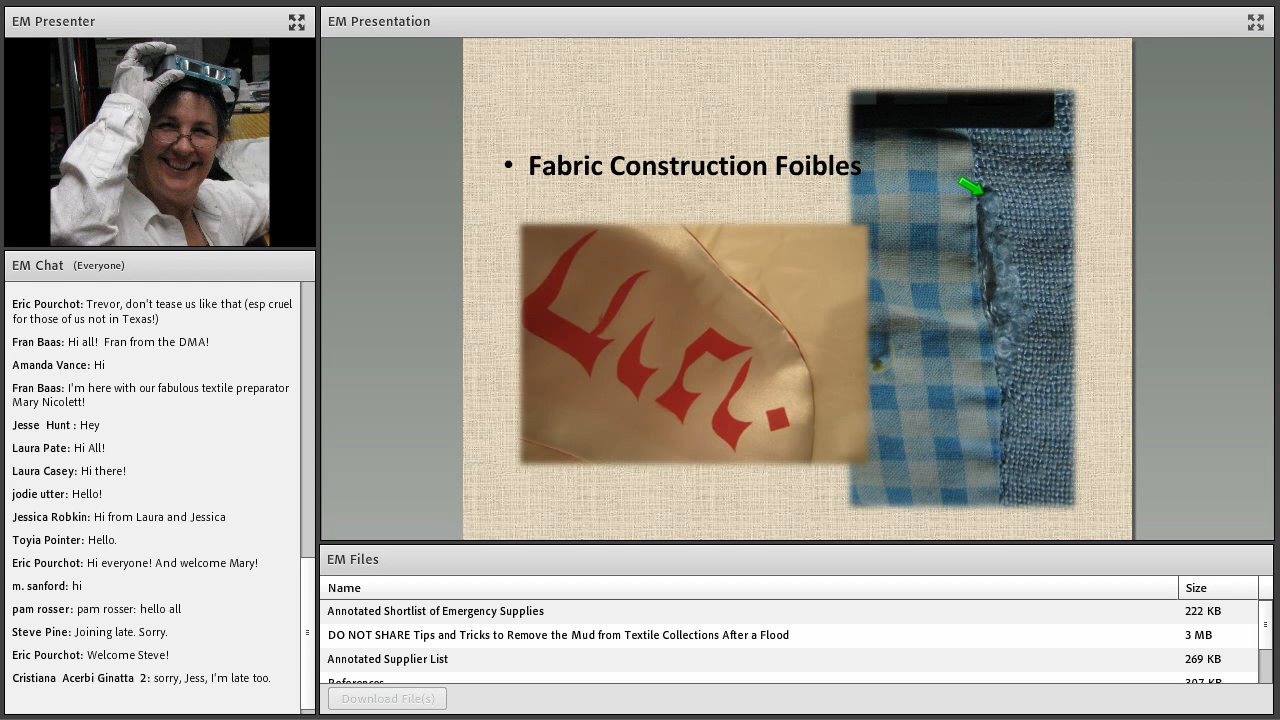 EM Presenter
EM Presentation
• Fabric Construction Foibles
EM Chat (Everyone)
Eric Pourchot: Trevor, don't tease us like that (esp cruel
for those of us not in Texas!)
Fran Baas: Hi all! Fran from the DMA!
Amanda Vance: Hi
Fran Baas: I'm here with our fabulous textile preparator
Mary Nicolett!
Jesse Hunt : Hey
Laura Pate: Hi All!
Laura Casey: Hi there!
jodie utter: Hello!
Jessica Robkin: Hi from Laura and Jessica
Toyia Pointer: Hello.
Eric Pourchot: Hi everyone! And welcome Mary!
m. sanford: hi
pam rosser: pam rosser: hello all
Steve Pine: Joining late. Sorry.
Eric Pourchot: Welcome Steve!
Cristiana Acerbi Ginatta 2: sorry, Jess, I'm late too.
EM Files
Name Size
Annotated Shortlist of Emergency Supplies 222 KB
DO NOT SHARE Tips and Tricks to Remove the Mud from Textile Collections After a Flood 3 MB
Annotated Supplier List 269 KB
References 307 KB
Download File(s)